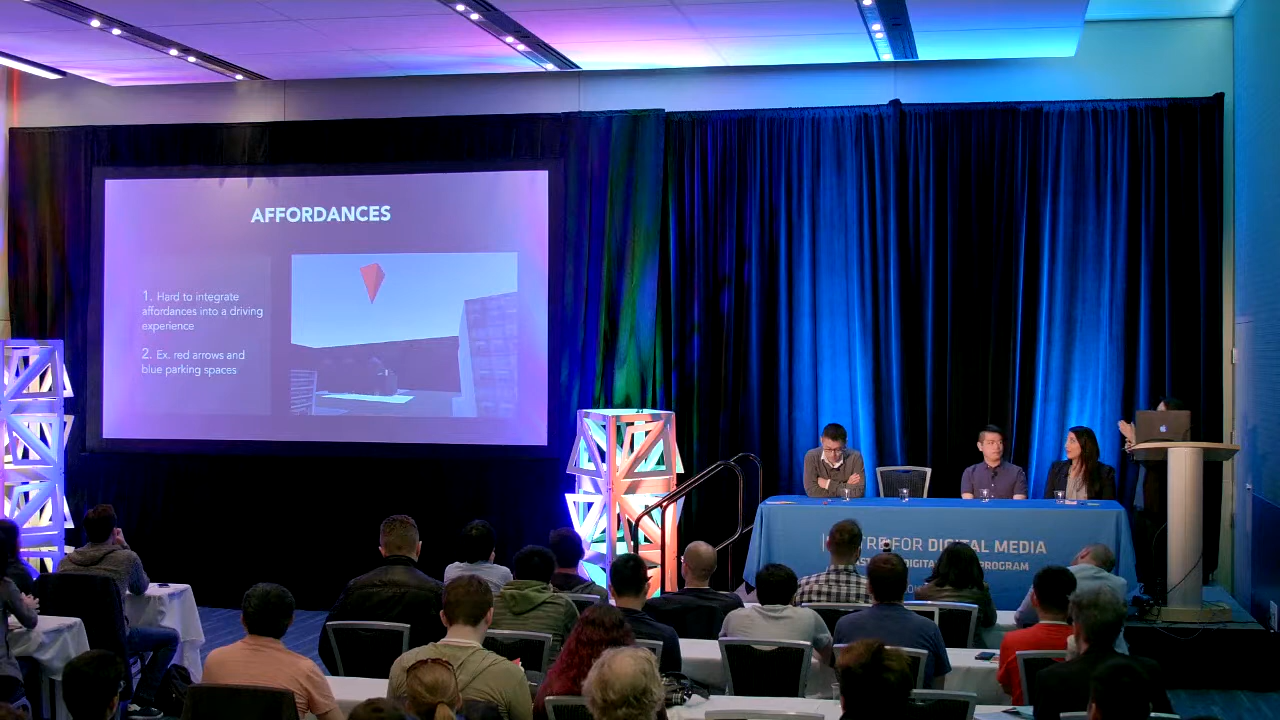 AFFORDANCES
1. Hard to integrate
affordances into a driving
experience
2. Ex. red arrows and
blue parking spaces
FOR DIGITAL MEDIA
PROGRAM